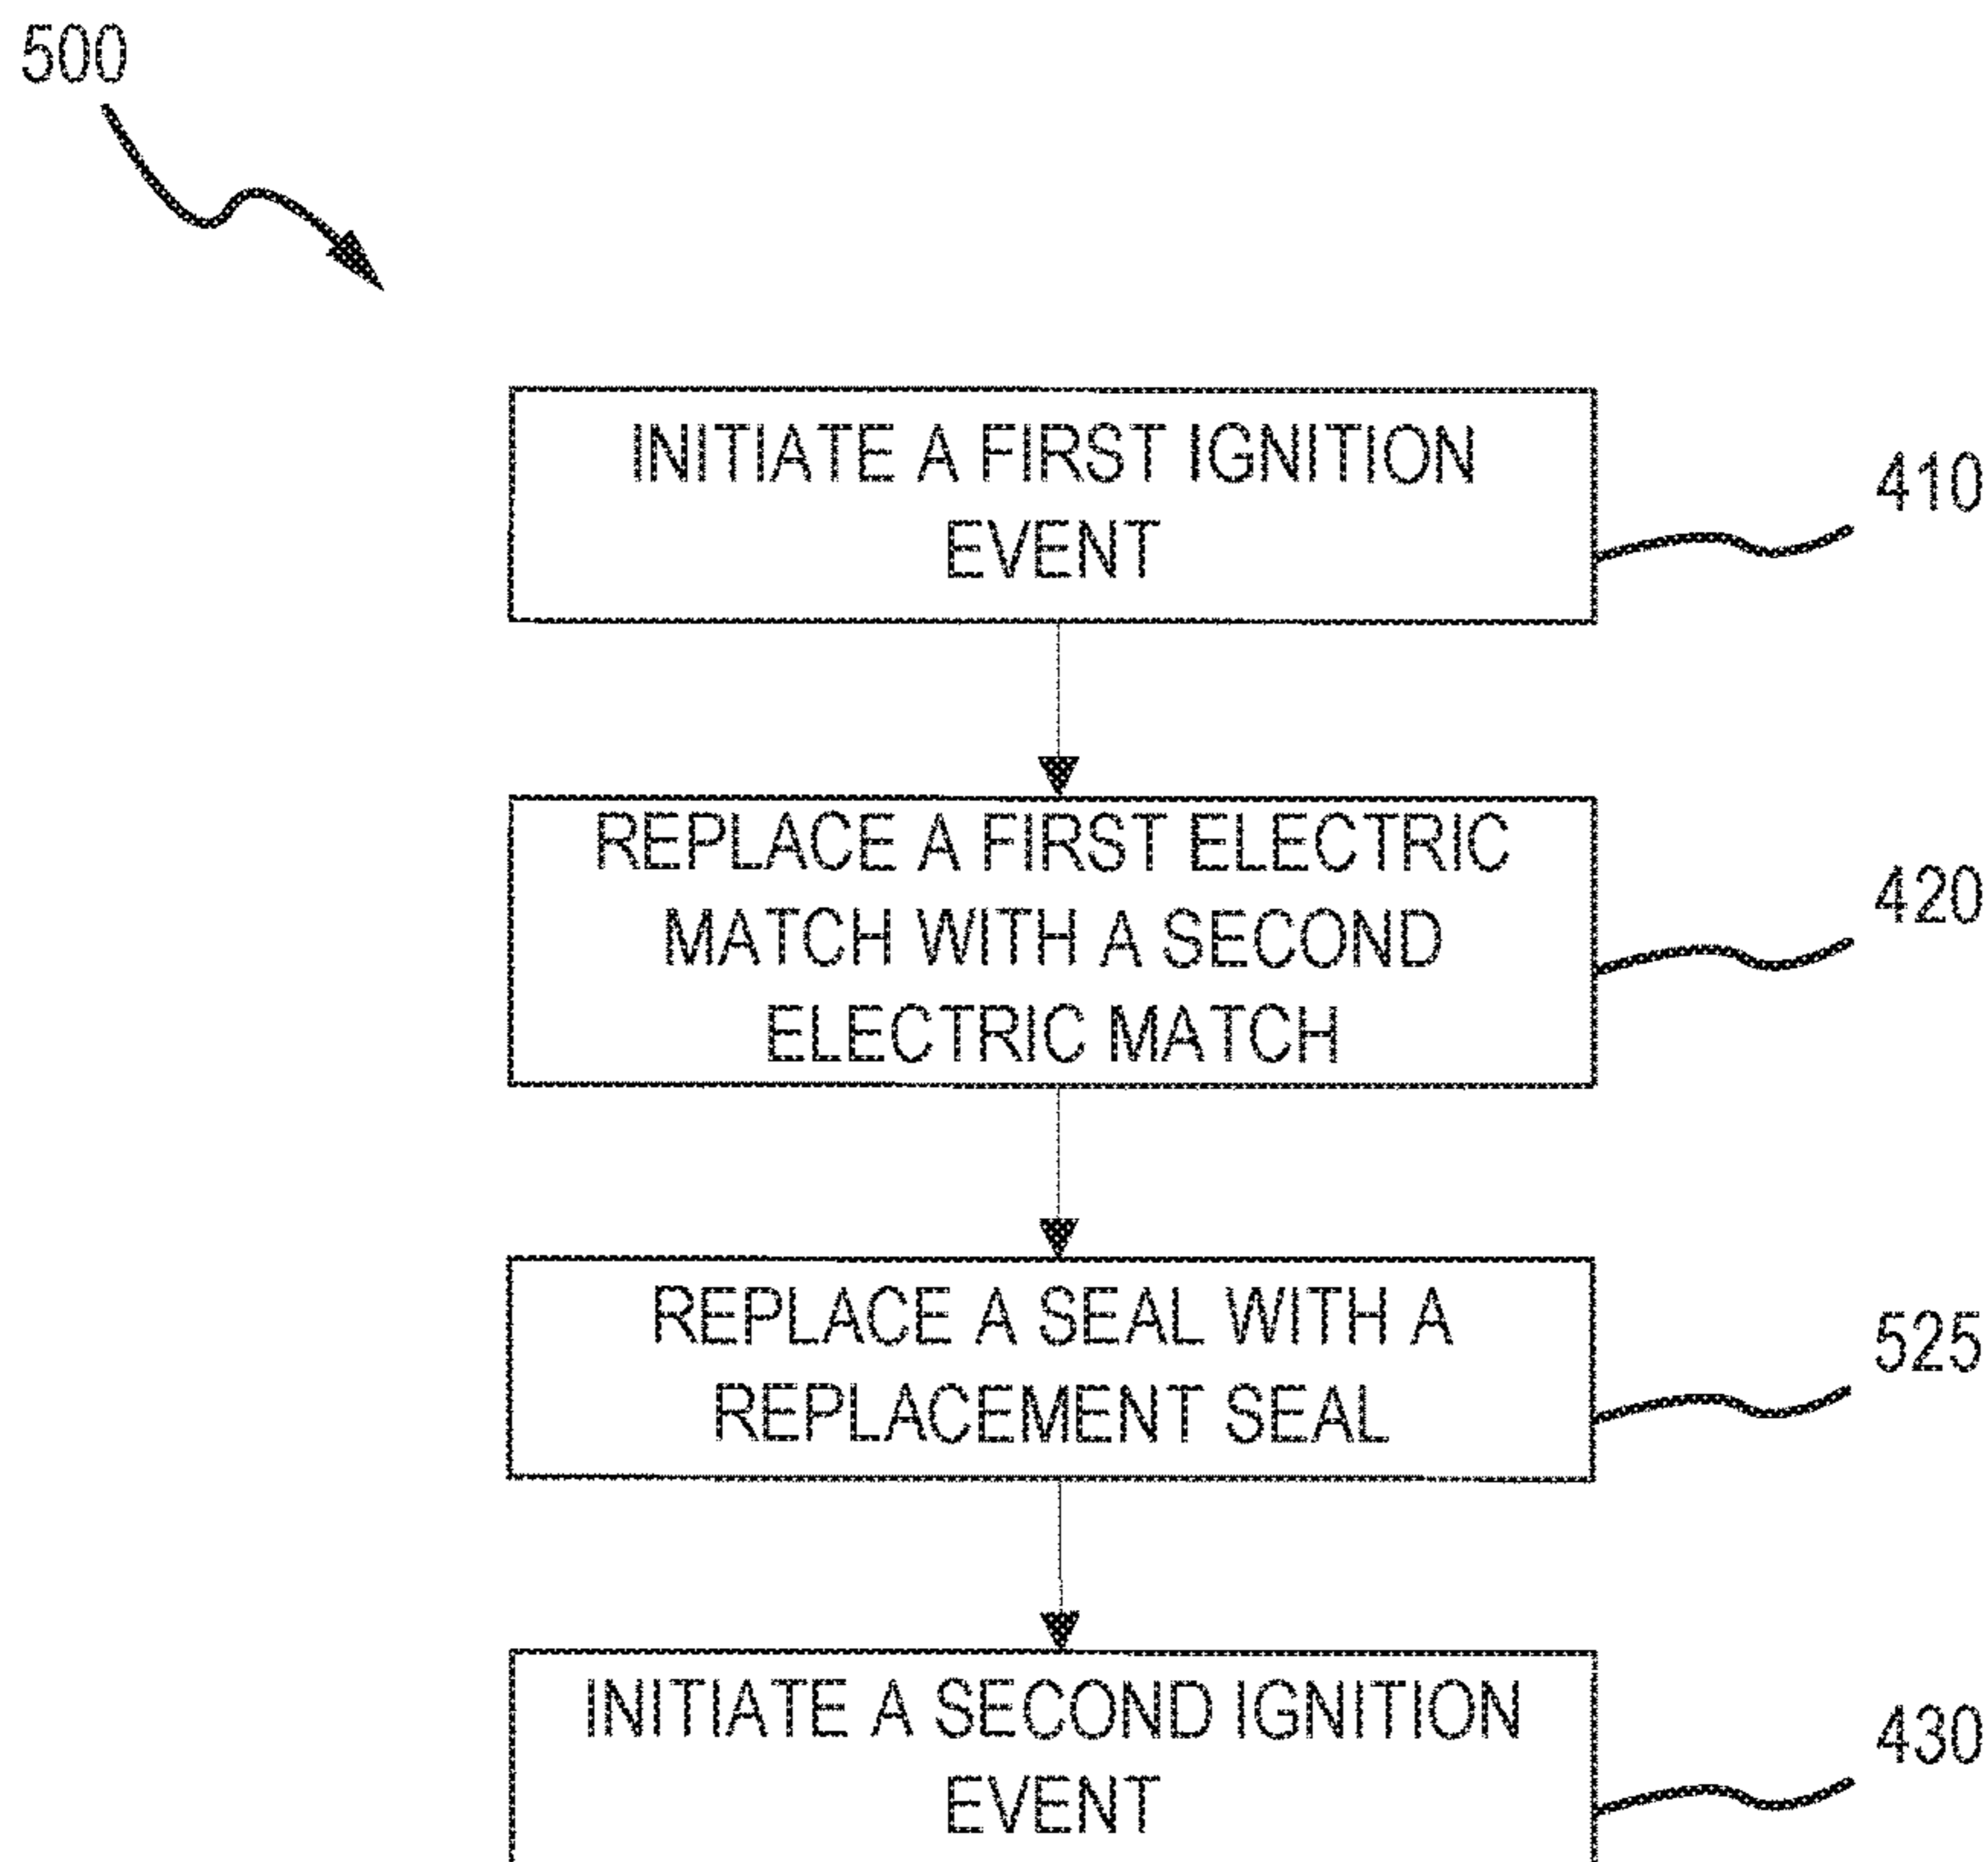 500
INITIATE A FIRST IGNITION
EVENT
410
REPLACE A FIRST ELECTRIC
MATCH WITH A SECOND
ELECTRIC MATCH
420
REPLACE A SEAL WITH A
REPLACEMENT SEAL
525
INITIATE A SECOND IGNITION
EVENT
430